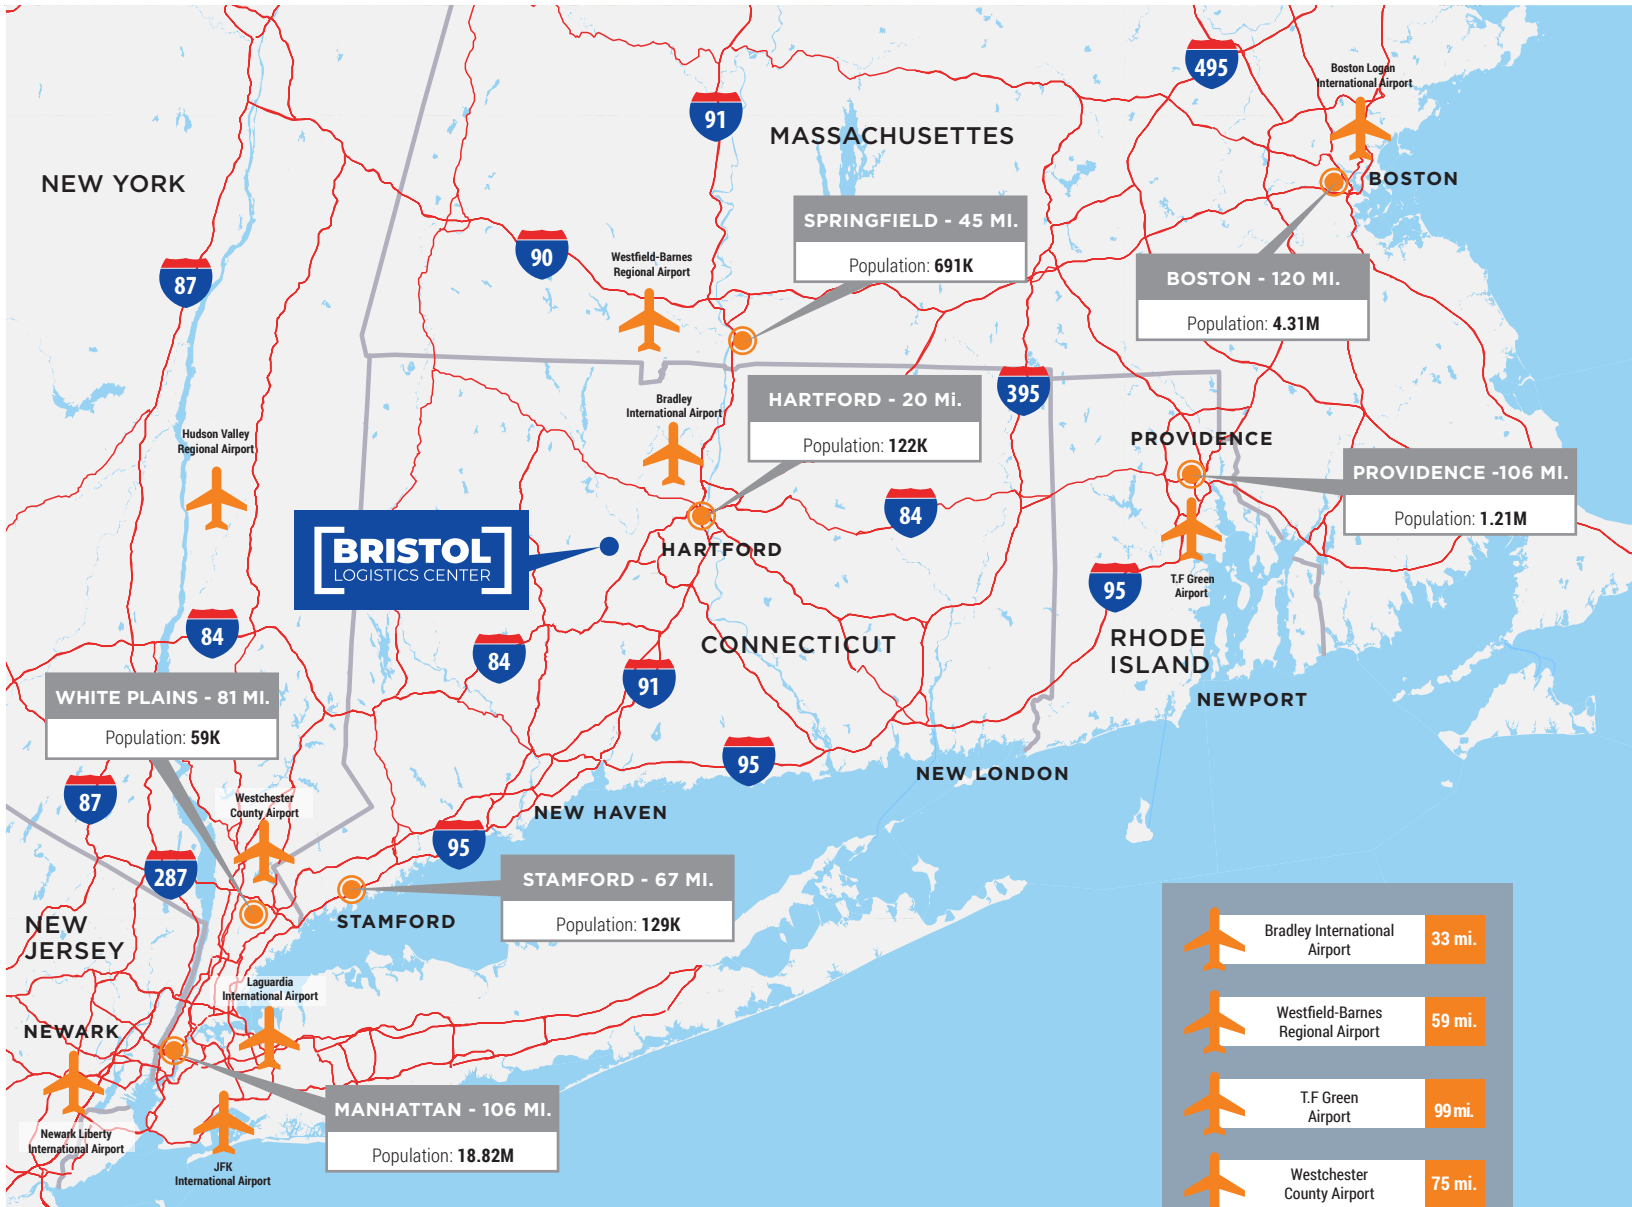 495
Boston Logan
International Airport
91
MASSACHUSETTES
NEW YORK
BOSTON
SPRINGFIELD - 45 MI.
Population: 691K
90
Westfield-Barnes
Regional Airport
87
BOSTON - 120 MI.
Population: 4.31M
395
HARTFORD - 20 Mi.
Population: 122K
Bradley
International Airport
Hudson Valley
Regional Airport
PROVIDENCE
PROVIDENCE -106 MI.
Population: 1.21M
84
BRISTOL
LOGISTICS CENTER
HARTFORD
95
T.F Green
Airport
84
84
CONNECTICUT
RHODE
ISLAND
91
WHITE PLAINS - 81 MI.
Population: 59K
NEWPORT
95
NEW LONDON
87
Westchester
County Airport
NEW HAVEN
95
287
STAMFORD - 67 MI.
Population: 129K
STAMFORD
NEW
JERSEY
Laguardia
International Airport
NEWARK
MANHATTAN - 106 MI.
Population: 18.82M
Newark Liberty
International Airport
JFK
International Airport
Bradley International
Airport
33 mi.
Westfield-Barnes
Regional Airport
59 mi.
T.F Green
Airport
99 mi.
Westchester
County Airport
75 mi.